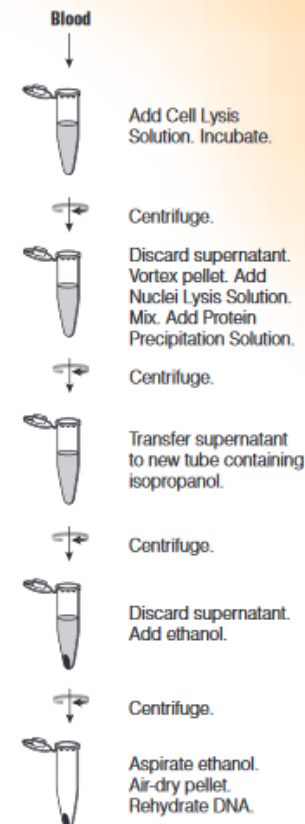 Blood
Add Cell Lysis
Solution. Incubate.
Centrifuge.
Discard supernatant.
Vortex pellet. Add
Nuclei Lysis Solution.
Mix. Add Protein
Precipitation Solution.
Centrifuge.
Transfer supernatant
to new tube containing
isopropanol.
Centrifuge.
Discard supernatant.
Add ethanol.
Centrifuge.
Aspirate ethanol.
Air-dry pellet.
Rehydrate DNA.